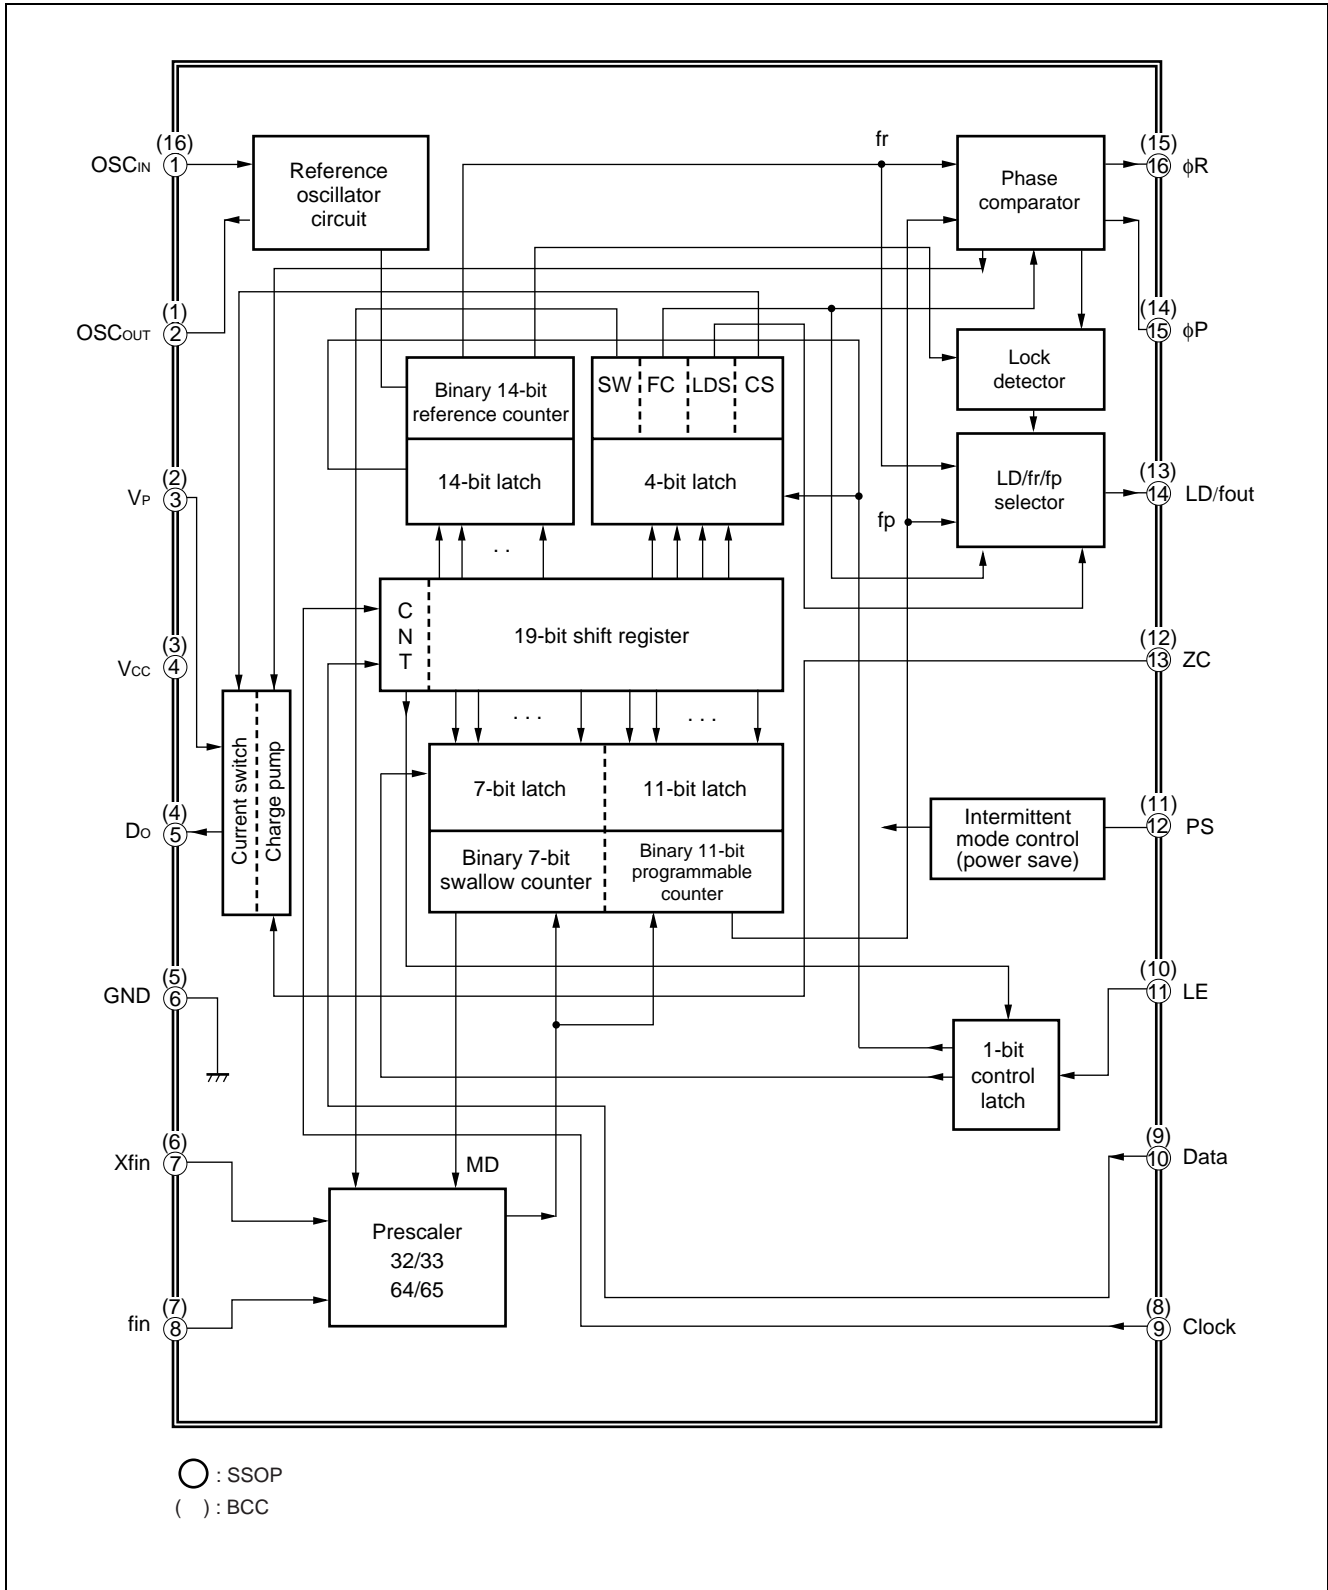 (16)
OSCIN
1
Reference
oscillator
circuit
fr
Phase
comparator
(15)
16
ϕR
(1)
OSCOUT
2
(14)
15
ϕP
Lock
detector
Binary 14-bit
reference counter
SW
FC
LDS
CS
14-bit latch
4-bit latch
LD/fr/fp
selector
fp
(13)
14
LD/fout
(2)
VP
3
. .
C
N
T
19-bit shift register
(3)
VCC
4
(12)
13
ZC
. . .
. . .
Current switch
Charge pump
7-bit latch
11-bit latch
Binary 7-bit
swallow counter
Binary 11-bit
programmable
counter
(4)
DO
5
Intermittent
mode control
(power save)
(11)
12
PS
(5)
GND
6
(10)
11
LE
1-bit
control
latch
(6)
Xfin
7
MD
(9)
10
Data
Prescaler
32/33
64/65
(7)
fin
8
(8)
9
Clock
: SSOP
( ) : BCC